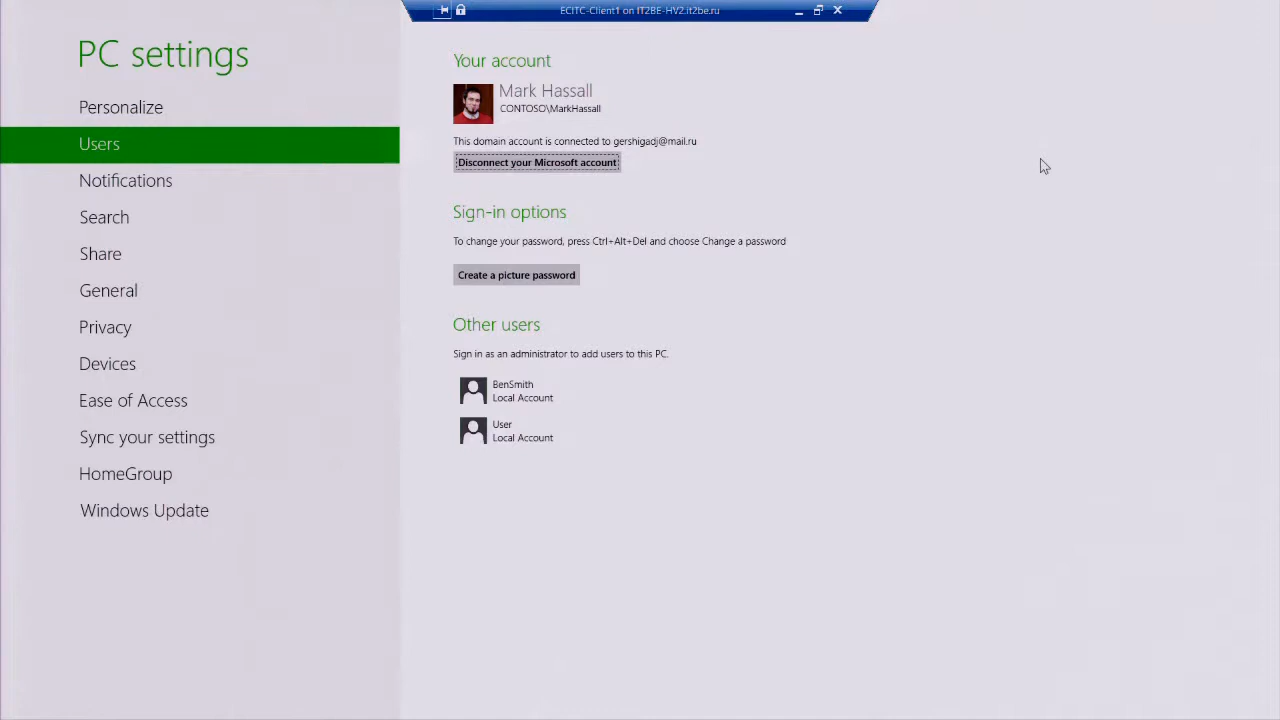 ECITC-Client1 on IT2BE-HV2.it2be.ru
PC settings
Personalize
Users
Notifications
Search
Share
General
Privacy
Devices
Ease of Access
Sync your settings
HomeGroup
Windows Update
Your account
Mark Hassall
CONTOSO\MarkHassall
This domain account is connected to gershigadj@mail.ru
Disconnect your Microsoft account
Sign-in options
To change your password, press Ctrl+Alt+Del and choose Change a password
Create a picture password
Other users
Sign in as an administrator to add users to this PC.
BenSmith
Local Account
User
Local Account